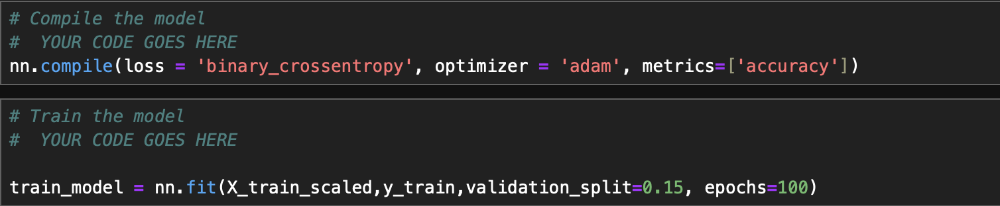 # Compile the model
#  YOUR CODE GOES HERE
nn.compile(loss = 'binary_crossentropy', optimizer = 'adam', metrics=['accuracy'])
# Train the model
#  YOUR CODE GOES HERE
train_model = nn.fit(X_train_scaled,y_train,validation_split=0.15, epochs=100)